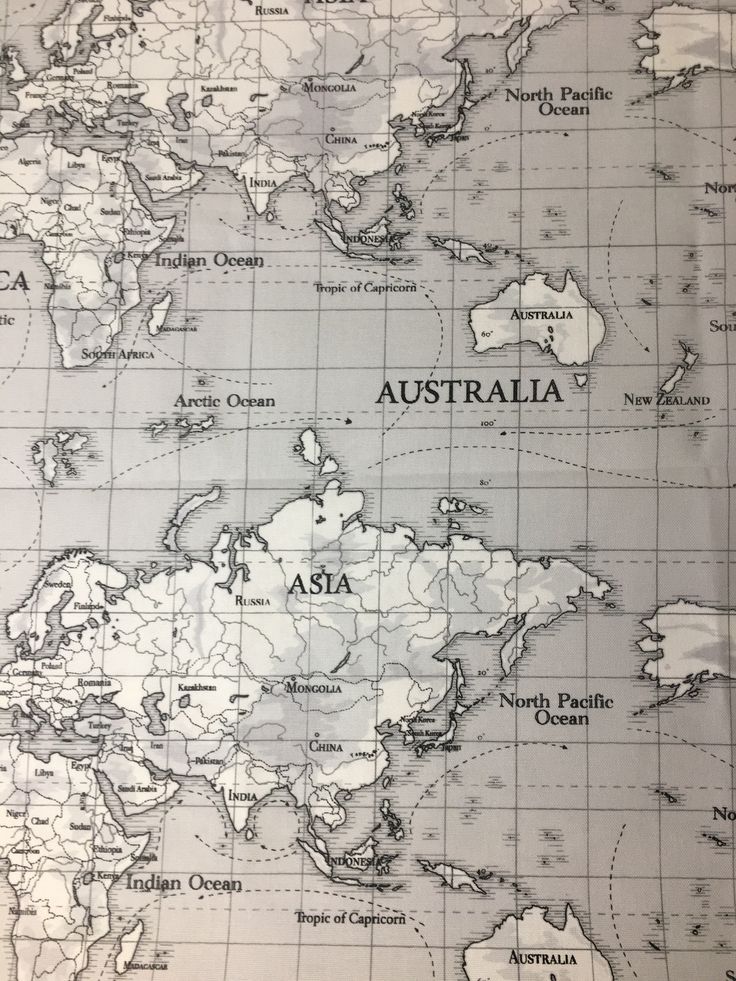 ASIA
RUSSIA
Finland
Poland
Germany
France
Romania
Kazakhstan
MONGOLIA
10°
North Pacific
Ocean
North Korea
South Korea
Japan
0°
Turkey
CHINA
Iran
Pakistan
Algeria
Libya
Egypt
Saudi Arabia
INDIA
Niger
Chad
Sudan
Ethiopia
Somalia
INDONESIA
Kenya
Indian Ocean
CA
Namibia
Tropic of Capricorn
AUSTRALIA
MADAGASCAR
60°
SOUTH AFRICA
AUSTRALIA
Arctic Ocean
NEW ZEALAND
100°
80°
Sweden
ASIA
Finland
RUSSIA
Poland
Germany
20°
Romania
Kazakhstan
MONGOLIA
North Pacific
Ocean
Turkey
North Korea
South Korea
0°
Iraq
Iran
CHINA
Japan
Pakistan
Libya
Egypt
Saudi Arabia
INDIA
Niger
Chad
Sudan
Ethiopia
Cameroon
Somalia
INDONESIA
Kenya
Indian Ocean
Namibia
Tropic of Capricorn
MADAGASCAR
AUSTRALIA